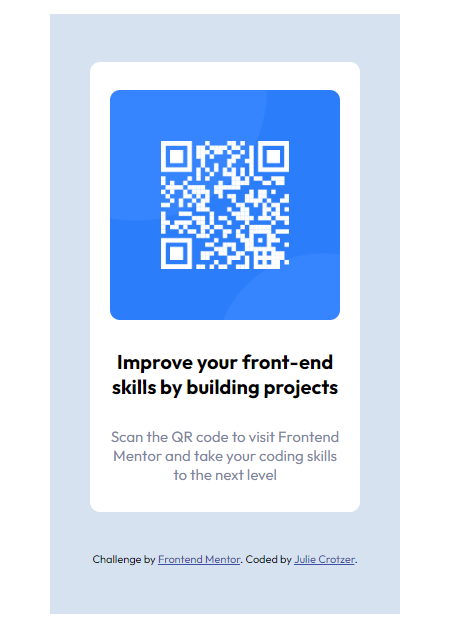 Improve your front-end
skills by building projects
Scan the QR code to visit Frontend
Mentor and take your coding skills
to the next level
Challenge by Frontend Mentor. Coded by Julie Crotzer.